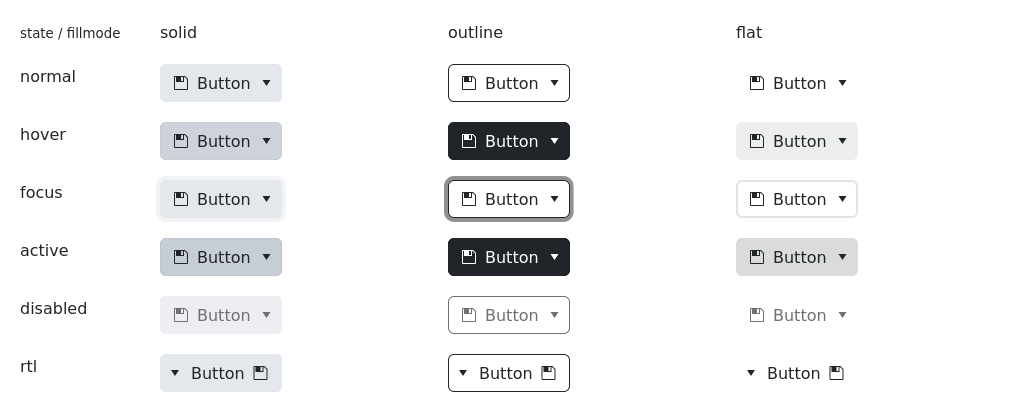 state / fillmode solid outline flat
normal Button Button Button
hover Button Button Button
focus Button Button Button
active Button Button Button
disabled Button Button Button
rtl Button Button Button